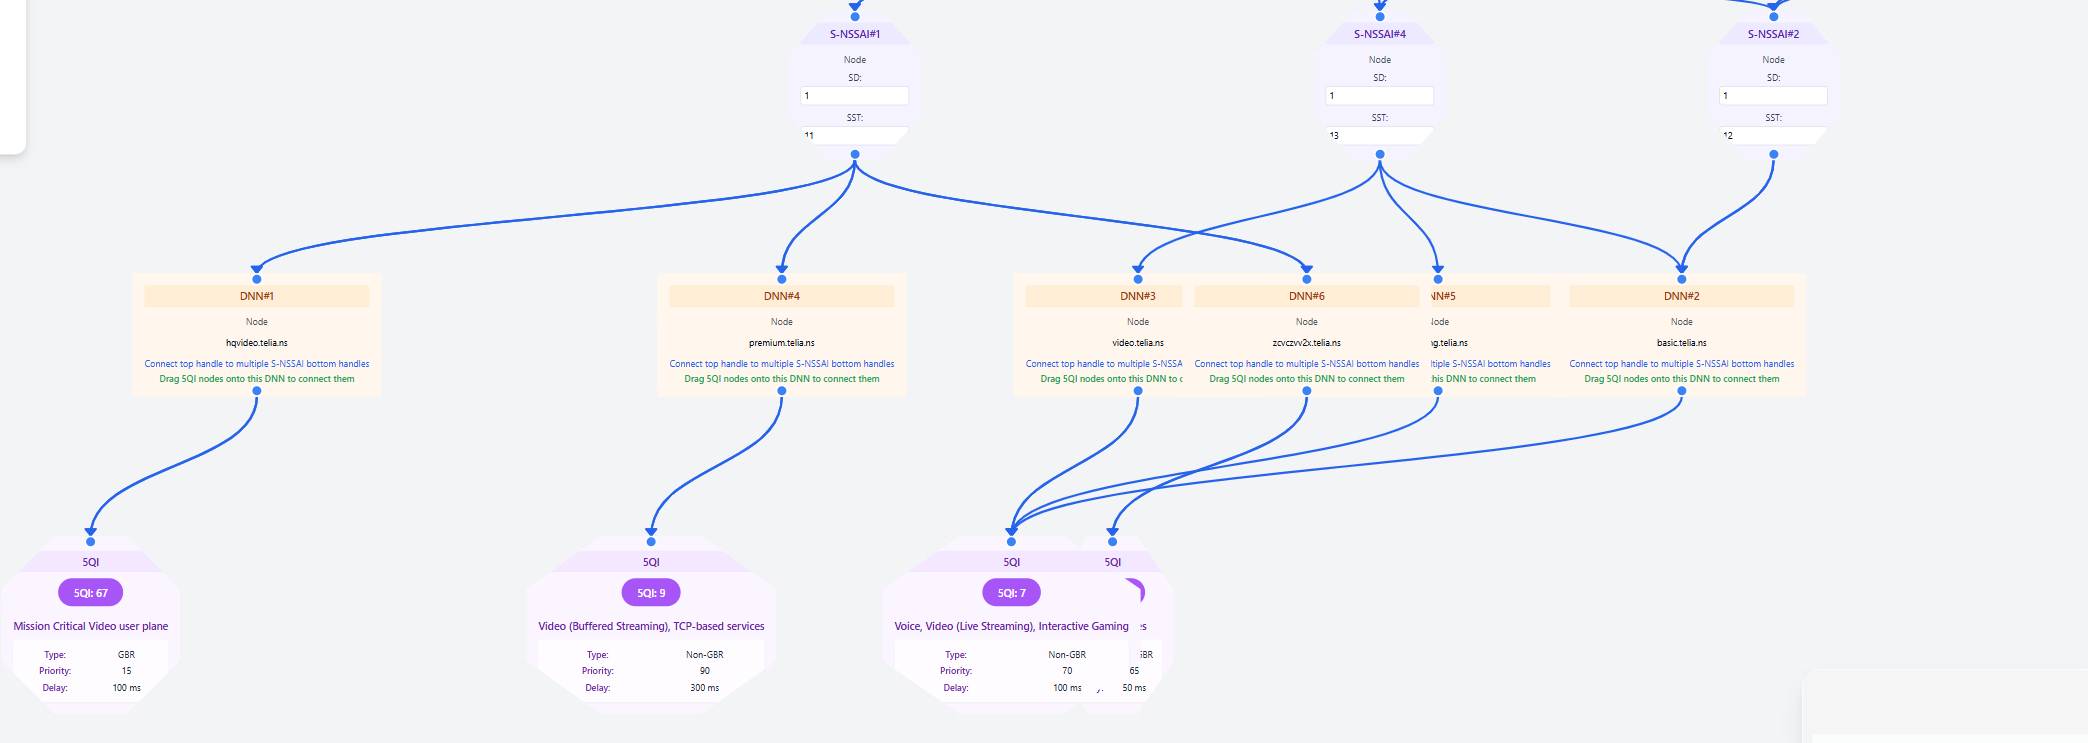 S-NSSAI#1
Node
SD:
1
SST:
11
S-NSSAI#4
Node
SD:
1
SST:
13
S-NSSAI#2
Node
SD:
1
SST:
12
DNN#1
Node
hqvideo.telia.ns
Connect top handle to multiple S-NSSAI bottom handles
Drag 5QI nodes onto this DNN to connect them
DNN#4
Node
premium.telia.ns
Connect top handle to multiple S-NSSAI bottom handles
Drag 5QI nodes onto this DNN to connect them
DNN#3
Node
video.telia.ns
Connect top handle to multiple S-NSSA
Drag 5QI nodes onto this DNN to c
DNN#6
Node
zcvczvv2x.telia.ns
Connect top handle to multiple S-NSSAI bottom handles
Drag 5QI nodes onto this DNN to connect them
NN#5
lode
ng.telia.ns
ltiple S-NSSAI bottom handles
his DNN to connect them
DNN#2
Node
basic.telia.ns
Connect top handle to multiple S-NSSAI bottom handles
Drag 5QI nodes onto this DNN to connect them
5QI
5QI: 67
Mission Critical Video user plane
Type: GBR
Priority: 15
Delay: 100 ms
5QI
5QI: 9
Video (Buffered Streaming), TCP-based services
Type: Non-GBR
Priority: 90
Delay: 300 ms
5QI
5QI: 7
Voice, Video (Live Streaming), Interactive Gaming
Type: Non-GBR
Priority: 70
Delay: 100 ms
5QI
es
GBR
65
y: 50 ms